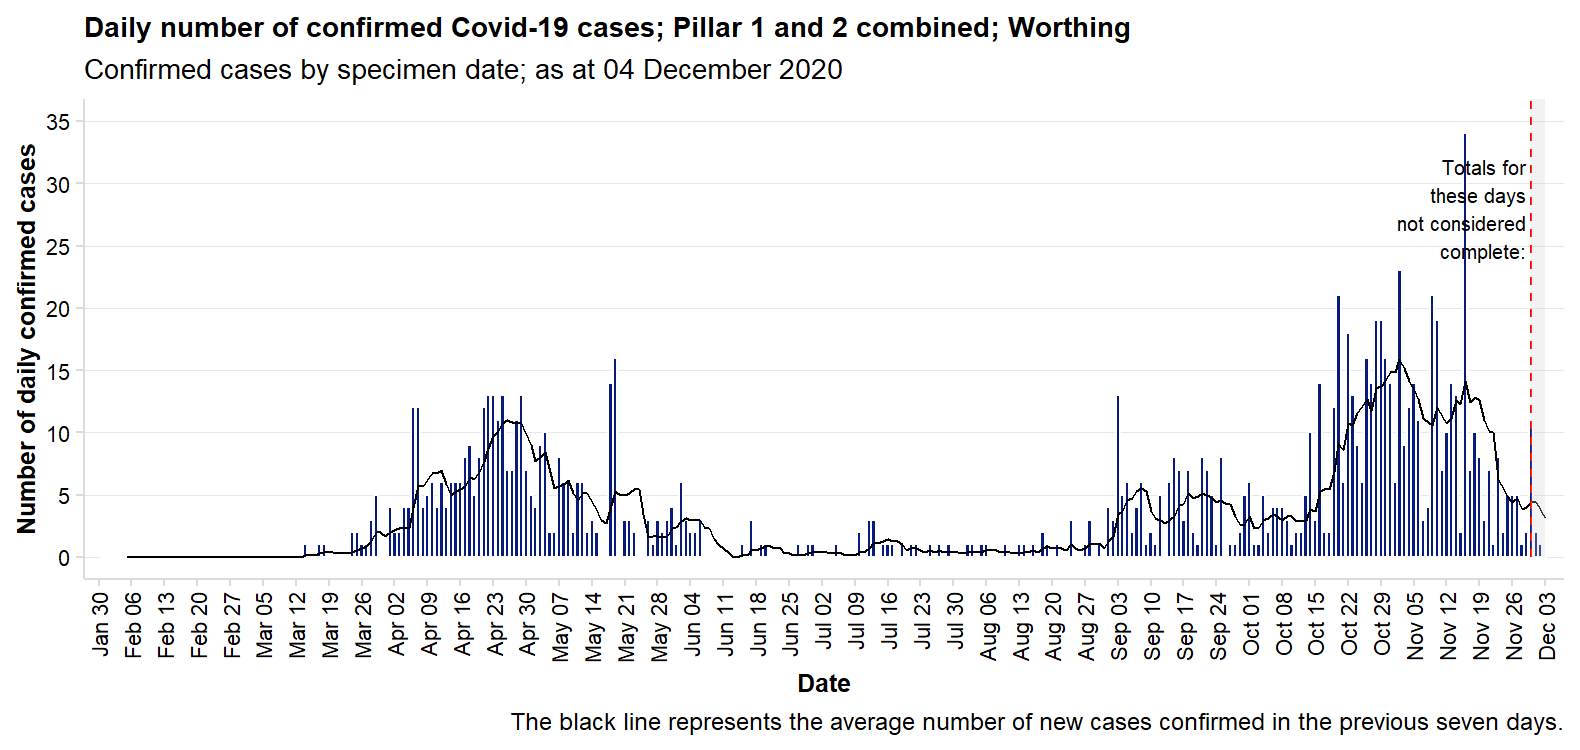 Daily number of confirmed Covid-19 cases; Pillar 1 and 2 combined; Worthing
Confirmed cases by specimen date; as at 04 December 2020
Number of daily confirmed cases
35
30
25
20
15
10
5
0
Totals for
these days
not considered
complete:
Jan 30
Feb 06
Feb 13
Feb 20
Feb 27
Mar 05
Mar 12
Mar 19
Mar 26
Apr 02
Apr 09
Apr 16
Apr 23
Apr 30
May 07
May 14
May 21
May 28
Jun 04
Jun 11
Jun 18
Jun 25
Jul 02
Jul 09
Jul 16
Jul 23
Jul 30
Aug 06
Aug 13
Aug 20
Aug 27
Sep 03
Sep 10
Sep 17
Sep 24
Oct 01
Oct 08
Oct 15
Oct 22
Oct 29
Nov 05
Nov 12
Nov 19
Nov 26
Dec 03
Date
The black line represents the average number of new cases confirmed in the previous seven days.